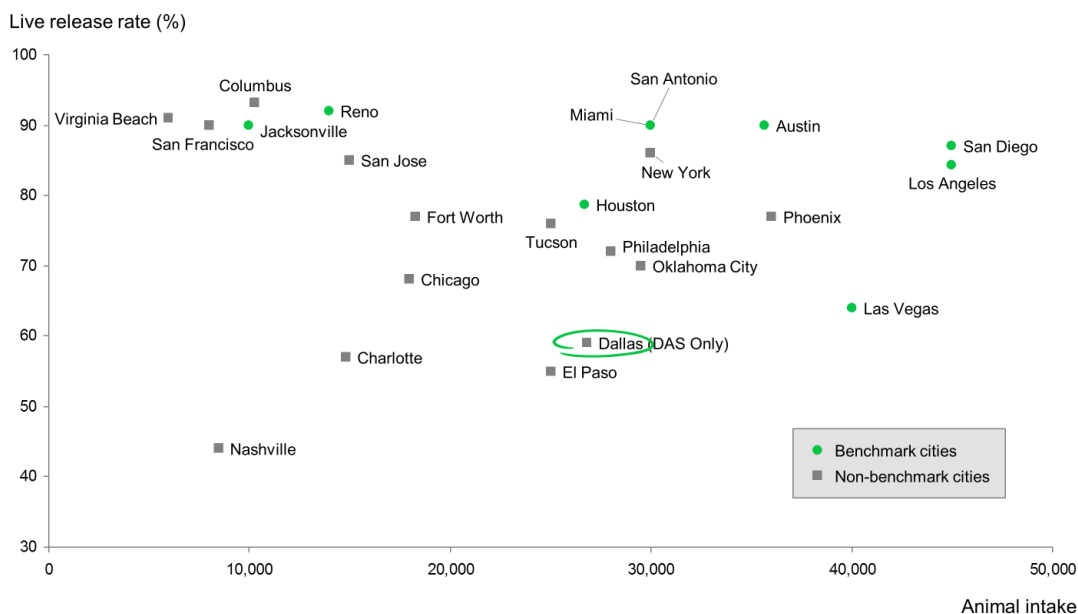 Live release rate (%)
100
90
80
70
60
50
40
30
0
10,000
20,000
30,000
40,000
50,000
Animal intake
Columbus
San Antonio
Virginia Beach
Reno
Miami
Jacksonville
Austin
San Francisco
San Diego
San Jose
New York
Los Angeles
Fort Worth
Houston
Phoenix
Tucson
Philadelphia
Oklahoma City
Chicago
Las Vegas
Dallas (DAS Only)
Charlotte
El Paso
Nashville
Benchmark cities
Non-benchmark cities